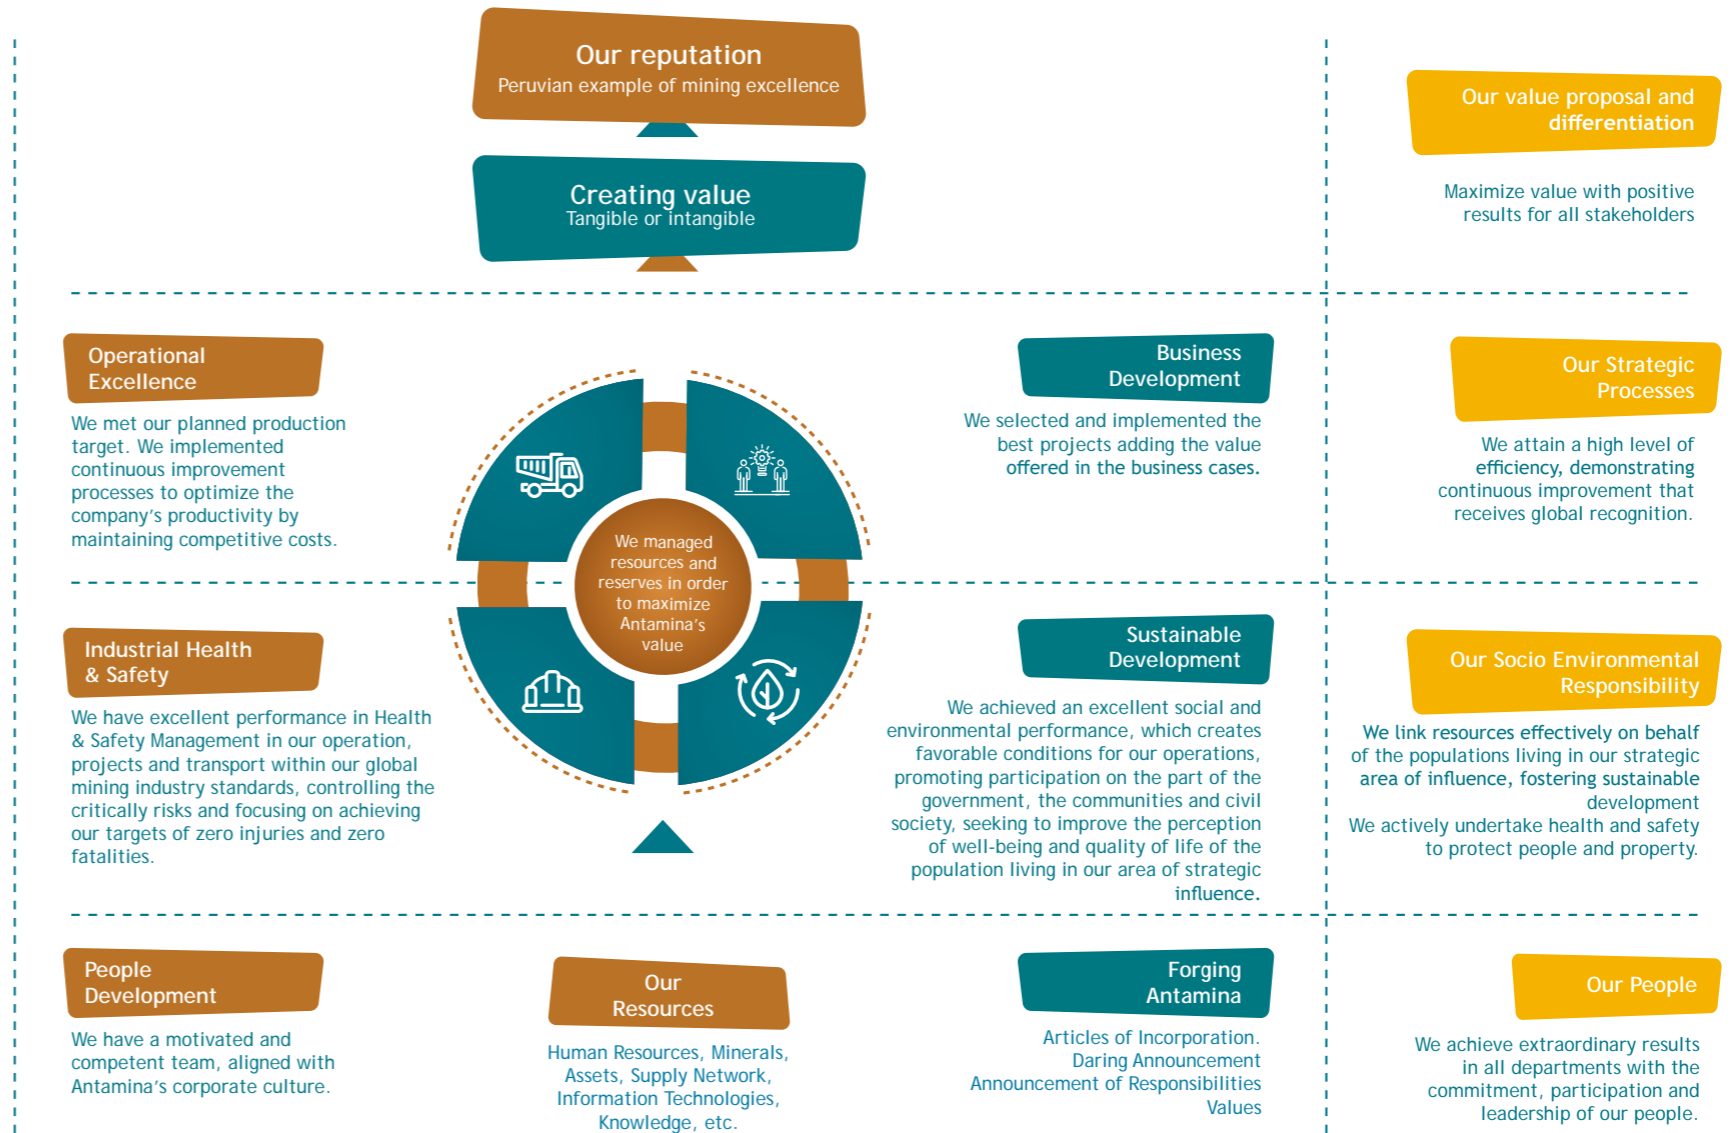 Our reputation
Peruvian example of mining excellence
Creating value
Tangible or intangible
Our value proposal and
differentiation
Maximize value with positive
results for all stakeholders
Operational
Excellence
We met our planned production
target. We implemented
continuous improvement
processes to optimize the
company's productivity by
maintaining competitive costs.
We managed
resources and
reserves in order
to maximize
Antamina's
value
Business
Development
We selected and implemented the
best projects adding the value
offered in the business cases.
Our Strategic
Processes
We attain a high level of
efficiency, demonstrating
continuous improvement that
receives global recognition.
Industrial Health
& Safety
We have excellent performance in Health
& Safety Management in our operation,
projects and transport within our global
mining industry standards, controlling the
critically risks and focusing on achieving
our targets of zero injuries and zero
fatalities.
Sustainable
Development
We achieved an excellent social and
environmental performance, which creates
favorable conditions for our operations,
promoting participation on the part of the
government, the communities and civil
society, seeking to improve the perception
of well-being and quality of life of the
population living in our area of strategic
influence.
Our Socio Environmental
Responsibility
We link resources effectively on behalf
of the populations living in our strategic
area of influence, fostering sustainable
development
We actively undertake health and safety
to protect people and property.
People
Development
We have a motivated and
competent team, aligned with
Antamina's corporate culture.
Our
Resources
Human Resources, Minerals,
Assets, Supply Network,
Information Technologies,
Knowledge, etc.
Forging
Antamina
Articles of Incorporation.
Daring Announcement
Announcement of Responsibilities
Values
Our People
We achieve extraordinary results
in all departments with the
commitment, participation and
leadership of our people.